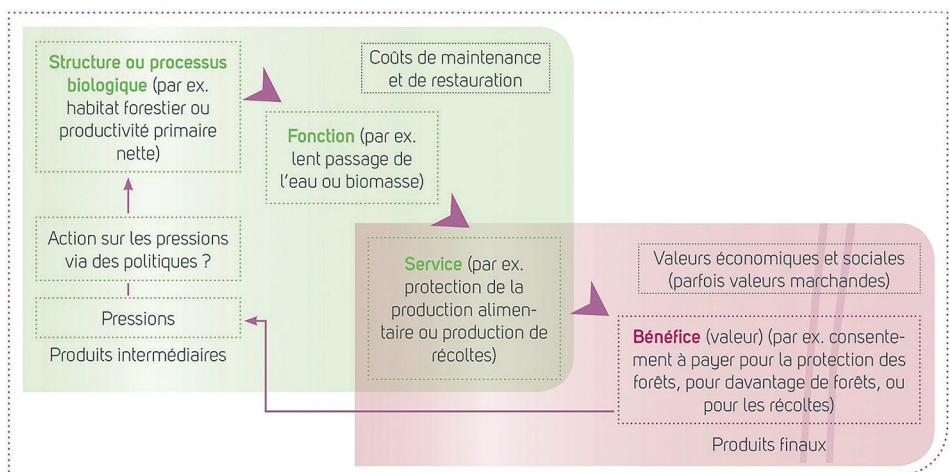 Structure ou processus
biologique (par ex.
habitat forestier ou
productivité primaire
nette)
Coûts de maintenance
et de restauration
Fonction (par ex.
lent passage de
l'eau ou biomasse)
Action sur les pressions
via des politiques ?
Pressions
Produits intermédiaires
Service (par ex.
protection de la
production alimen-
taire ou production de
récoltes)
Valeurs économiques et sociales
(parfois valeurs marchandes)
Bénéfice (valeur) (par ex. consente-
ment à payer pour la protection des
forêts, pour davantage de forêts, ou
pour les récoltes)
Produits finaux